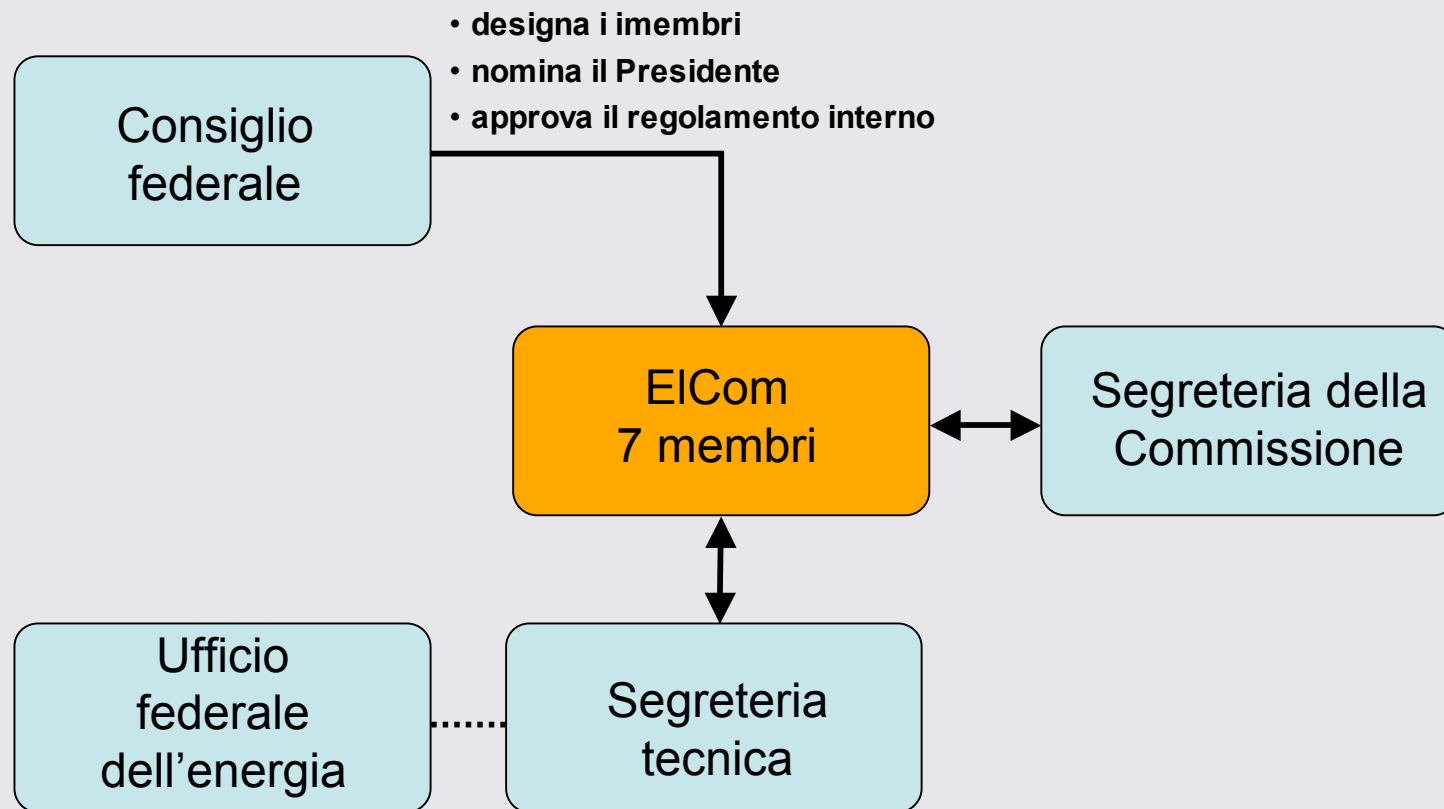 • designa i imembri
• nomina il Presidente
• approva il regolamento interno
Consiglio
federale
ElCom
7 membri
Segreteria della
Commissione
Ufficio
federale
dell’energia
Segreteria
tecnica